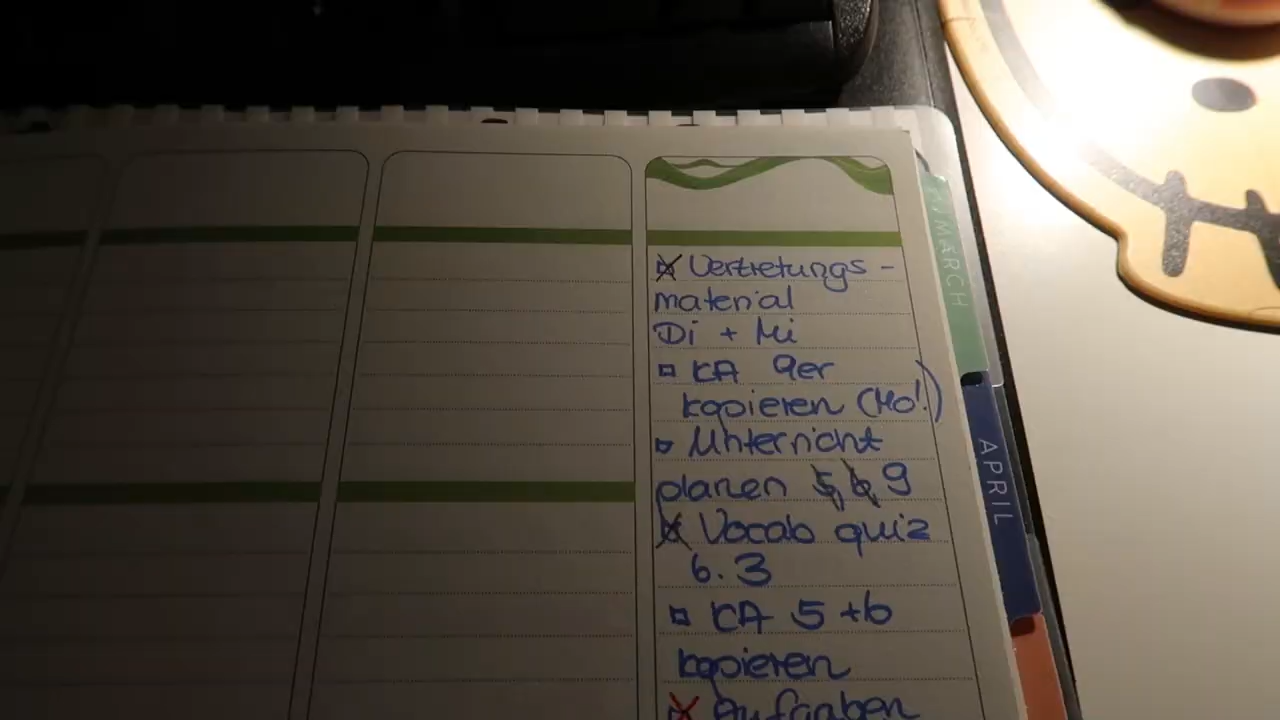 Vertretungs-
material
Di + Mi
KA 9er
kopieren (Mo!)
Unterricht
planen 5, 6 9
Vocab quiz
6.3
KA 5 + 6
kopieren
Aufgaben
MARCH
APRIL